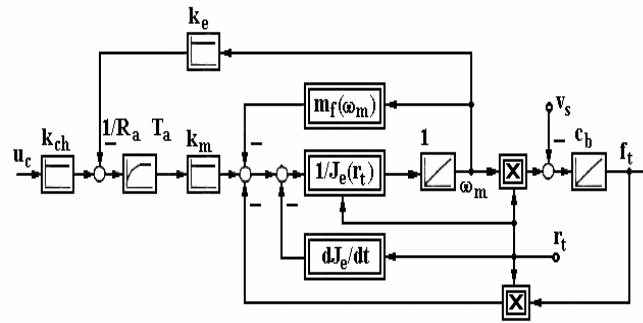 kₑ
m_f(ω_m)
v_s
1/R_a T_a
k_ch
k_m
1
c_b
u_c
1/J_e(r_t)
f_t
ω_m
X
dJ_e/dt
r_t
X